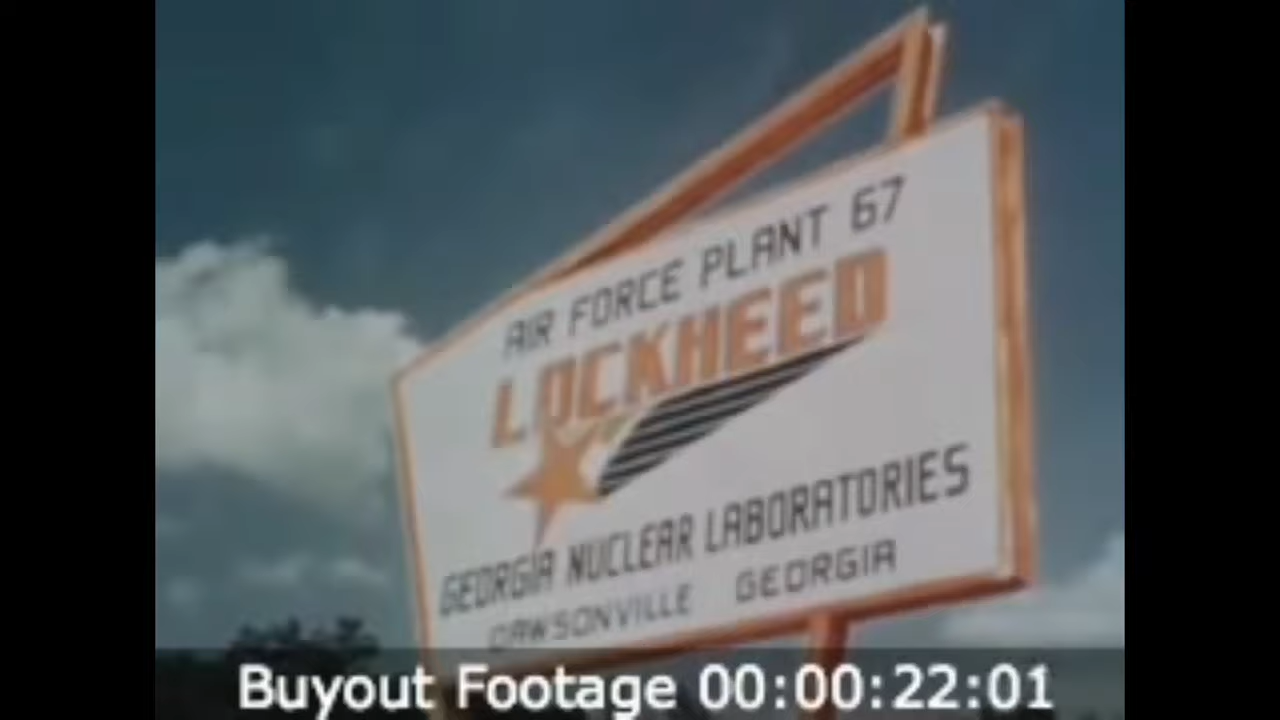 AIR FORCE PLANT 67
LOCKHEED
GEORGIA NUCLEAR LABORATORIES
DAWSONVILLE GEORGIA
Buyout Footage 00:00:22:01